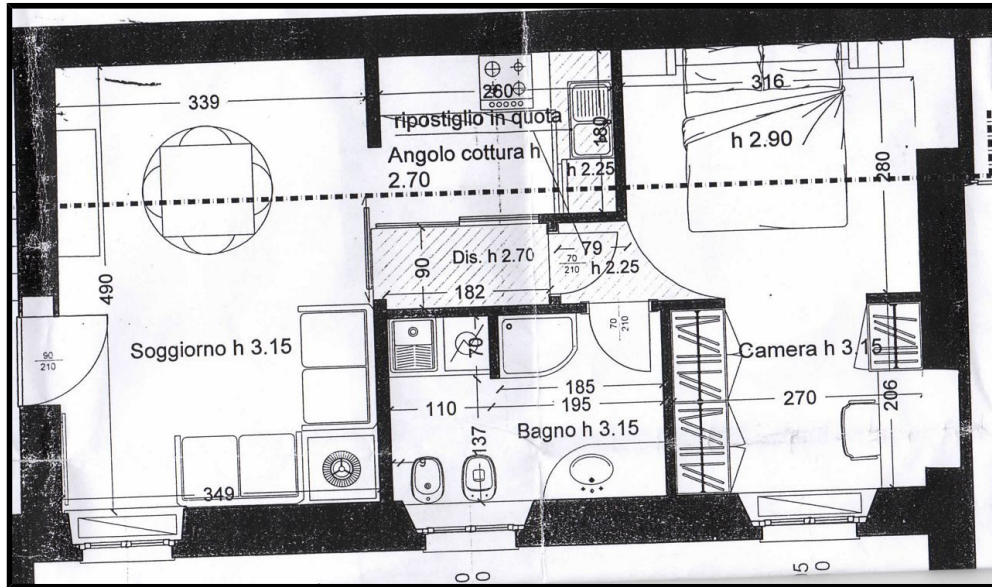 339
260
316
ripostiglio in quota
180
h 2.90
Angolo cottura h
2.70
h 2.25
280
490
90
Dis. h 2.70
79
70
210
h 2.25
182
90
210
Soggiorno h 3.15
70
70
210
Camera h 3.15
185
110
195
270
206
Bagno h 3.15
137
9
349